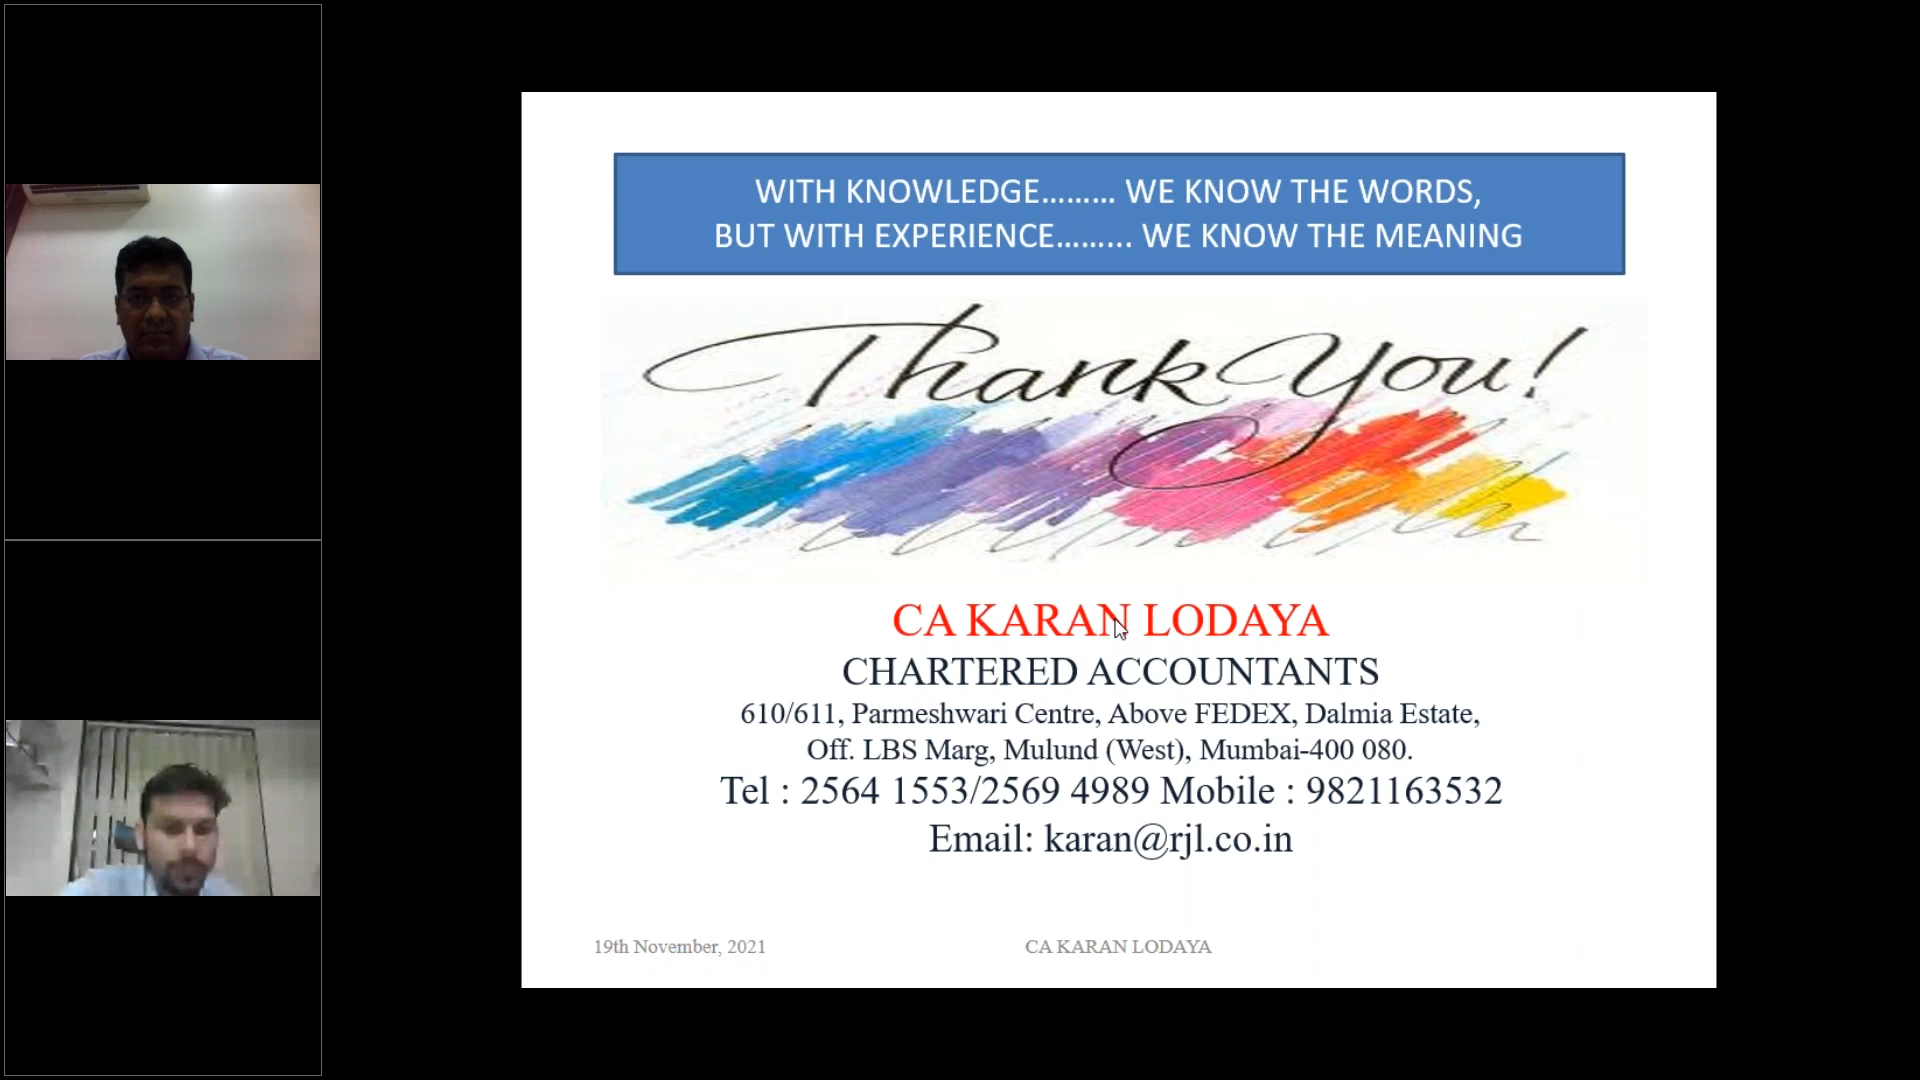 WITH KNOWLEDGE……… WE KNOW THE WORDS,
BUT WITH EXPERIENCE……... WE KNOW THE MEANING
Thank You!
CA KARAN LODAYA
CHARTERED ACCOUNTANTS
610/611, Parmeshwari Centre, Above FEDEX, Dalmia Estate,
Off. LBS Marg, Mulund (West), Mumbai-400 080.
Tel : 2564 1553/2569 4989 Mobile : 9821163532
Email: karan@rjl.co.in
19th November, 2021
CA KARAN LODAYA